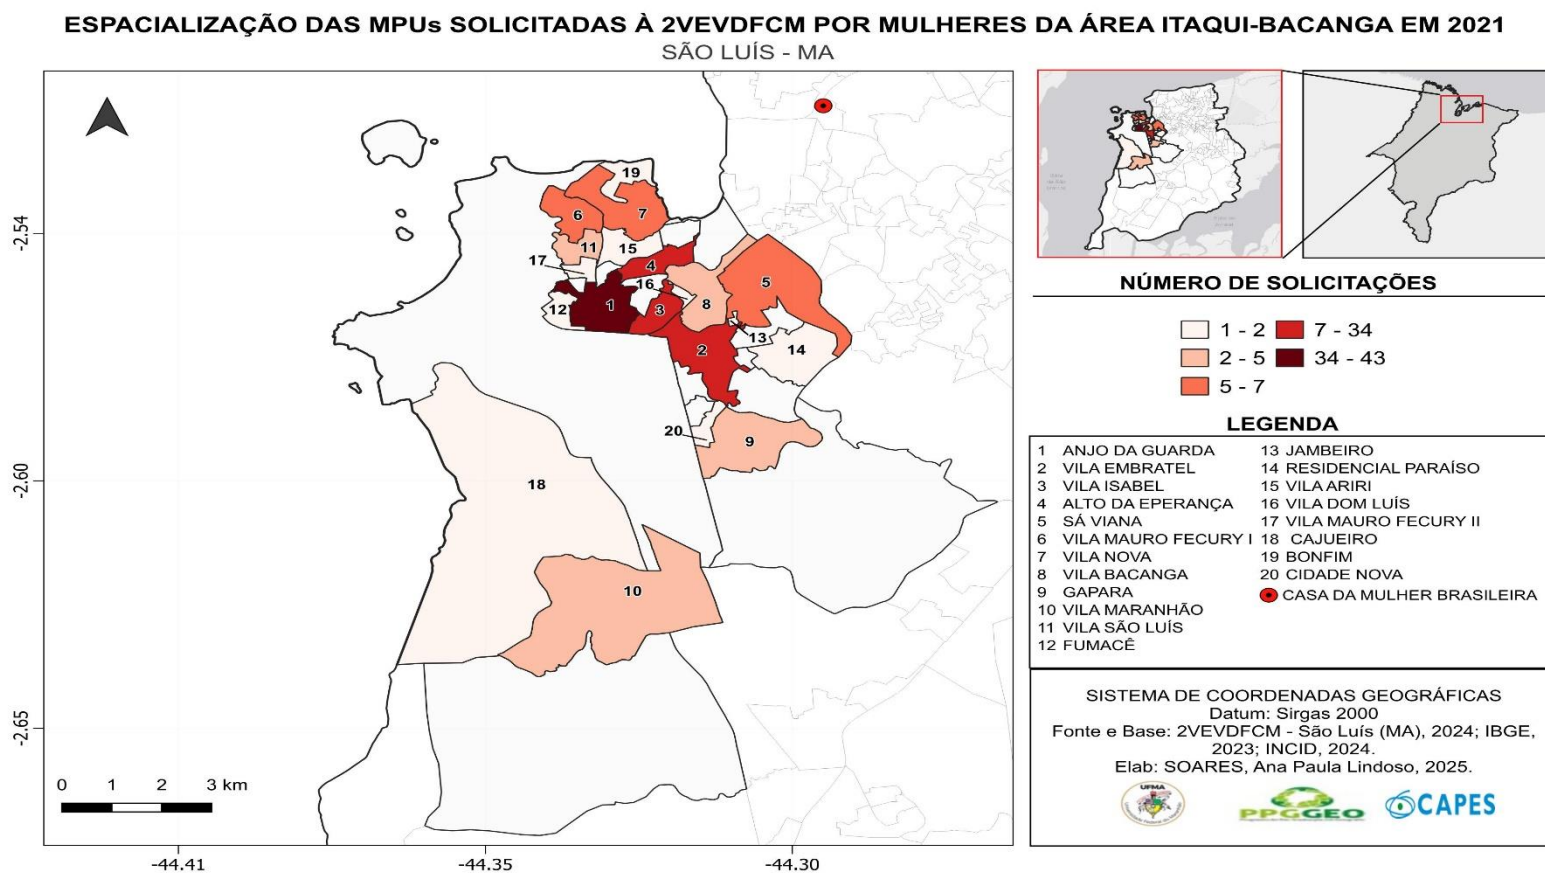 ESPACIALIZAÇÃO DAS MPUs SOLICITADAS À 2VEVDFCM POR MULHERES DA ÁREA ITAQUI-BACANGA EM 2021
SÃO LUÍS - MA
-2.54
-2.60
-2.65
-44.41
-44.35
-44.30
19
6
7
11
15
17
4
16
5
12
1
3
8
2
13
14
20
9
18
10
0 1 2 3 km
NÚMERO DE SOLICITAÇÕES
1 - 2
2 - 5
5 - 7
7 - 34
34 - 43
LEGENDA
1 ANJO DA GUARDA
2 VILA EMBRATEL
3 VILA ISABEL
4 ALTO DA EPERANÇA
5 SÁ VIANA
6 VILA MAURO FECURY I
7 VILA NOVA
8 VILA BACANGA
9 GAPARA
10 VILA MARANHÃO
11 VILA SÃO LUÍS
12 FUMACÊ
13 JAMBEIRO
14 RESIDENCIAL PARAÍSO
15 VILA ARIRI
16 VILA DOM LUÍS
17 VILA MAURO FECURY II
18 CAJUEIRO
19 BONFIM
20 CIDADE NOVA
CASA DA MULHER BRASILEIRA
SISTEMA DE COORDENADAS GEOGRÁFICAS
Datum: Sirgas 2000
Fonte e Base: 2VEVDFCM - São Luís (MA), 2024; IBGE,
2023; INCID, 2024.
Elab: SOARES, Ana Paula Lindoso, 2025.
UFMA
PPGGEO
CAPES